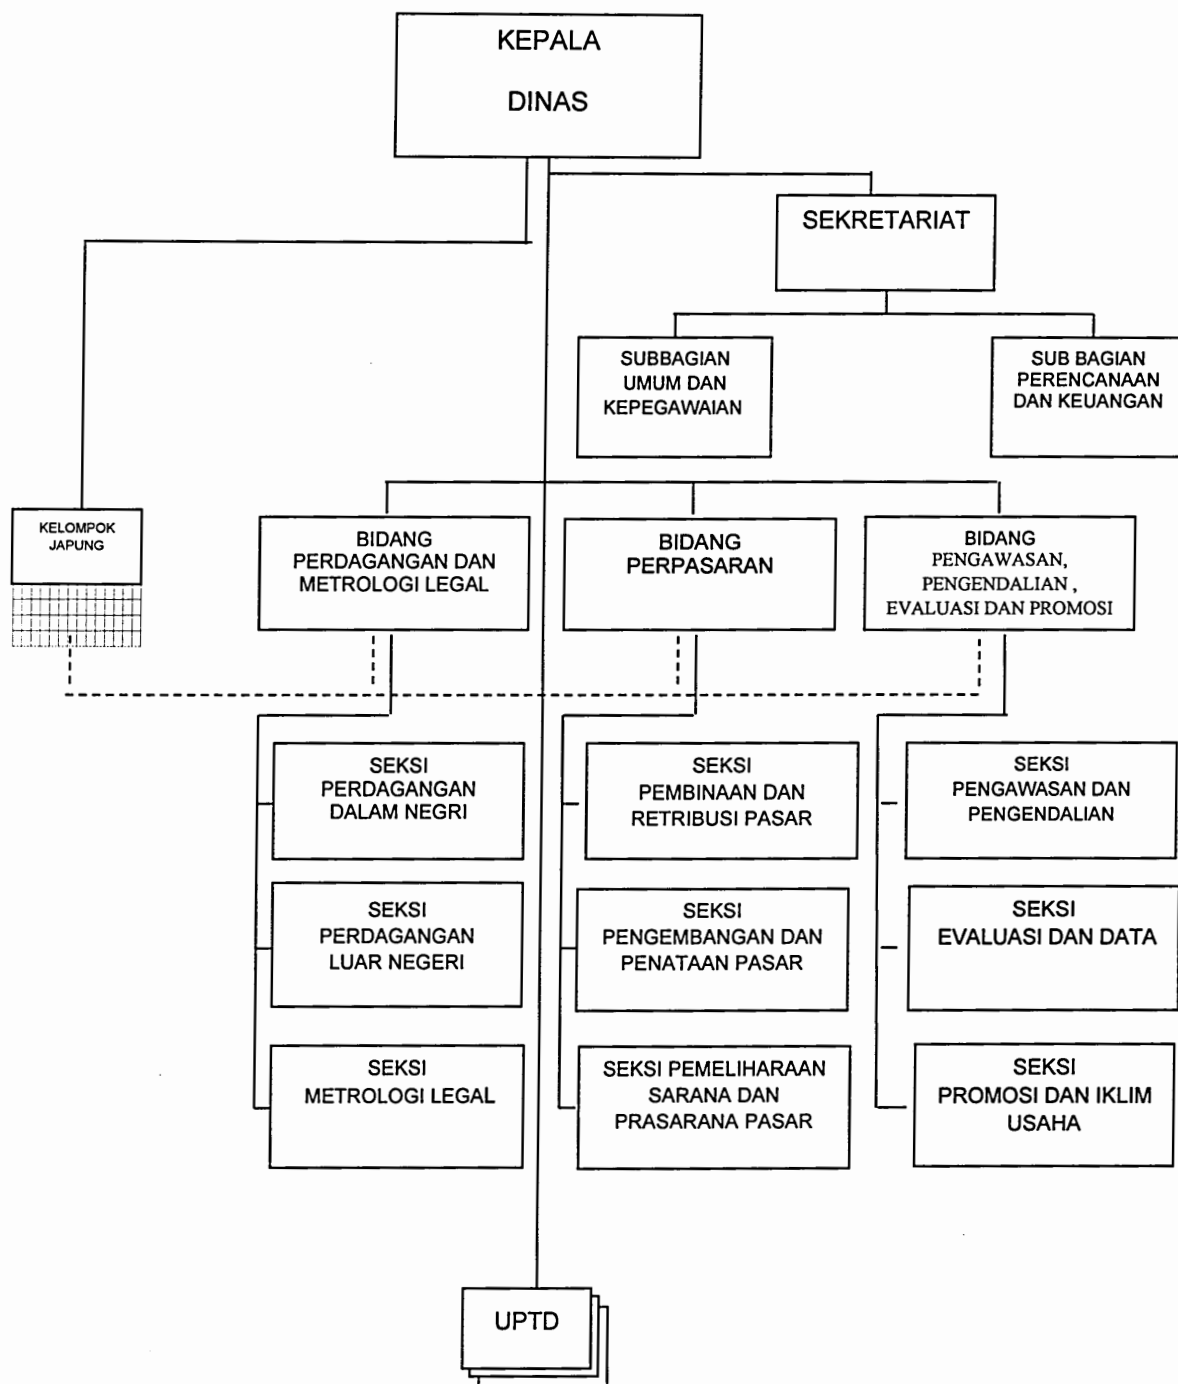 KEPALA
DINAS
SEKRETARIAT
SUBBAGIAN
UMUM DAN
KEPEGAWAIAN
SUB BAGIAN
PERENCANAAN
DAN KEUANGAN
KELOMPOK
JAPUNG
BIDANG
PERDAGANGAN DAN
METROLOGI LEGAL
BIDANG
PERPASARAN
BIDANG
PENGAWASAN,
PENGENDALIAN ,
EVALUASI DAN PROMOSI
SEKSI
PERDAGANGAN
DALAM NEGRI
SEKSI
PEMBINAAN DAN
RETRIBUSI PASAR
SEKSI
PENGAWASAN DAN
PENGENDALIAN
SEKSI
PERDAGANGAN
LUAR NEGERI
SEKSI
PENGEMBANGAN DAN
PENATAAN PASAR
SEKSI
EVALUASI DAN DATA
SEKSI
METROLOGI LEGAL
SEKSI PEMELIHARAAN
SARANA DAN
PRASARANA PASAR
SEKSI
PROMOSI DAN IKLIM
USAHA
UPTD